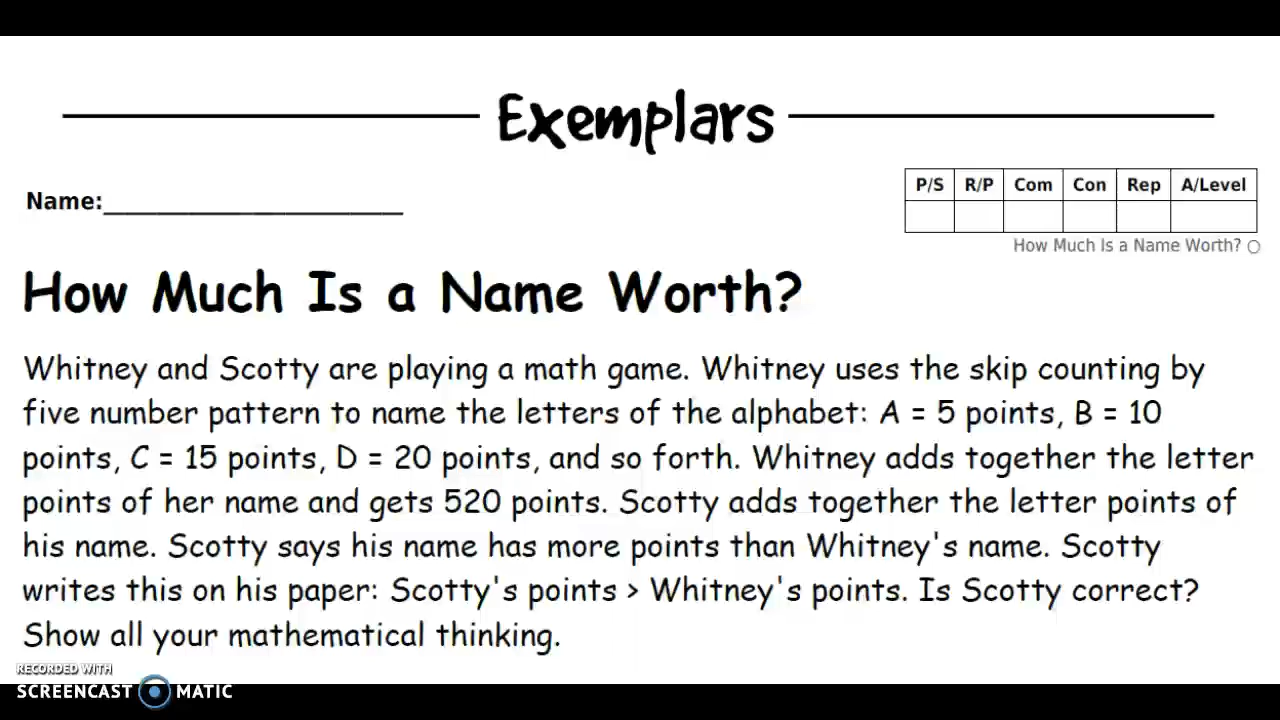 Exemplars
Name:_________________________
P/S R/P Com Con Rep A/Level
How Much Is a Name Worth?
How Much Is a Name Worth?
Whitney and Scotty are playing a math game. Whitney uses the skip counting by
five number pattern to name the letters of the alphabet: A = 5 points, B = 10
points, C = 15 points, D = 20 points, and so forth. Whitney adds together the letter
points of her name and gets 520 points. Scotty adds together the letter points of
his name. Scotty says his name has more points than Whitney's name. Scotty
writes this on his paper: Scotty's points > Whitney's points. Is Scotty correct?
Show all your mathematical thinking.
RECORDED WITH
SCREENCAST MATIC